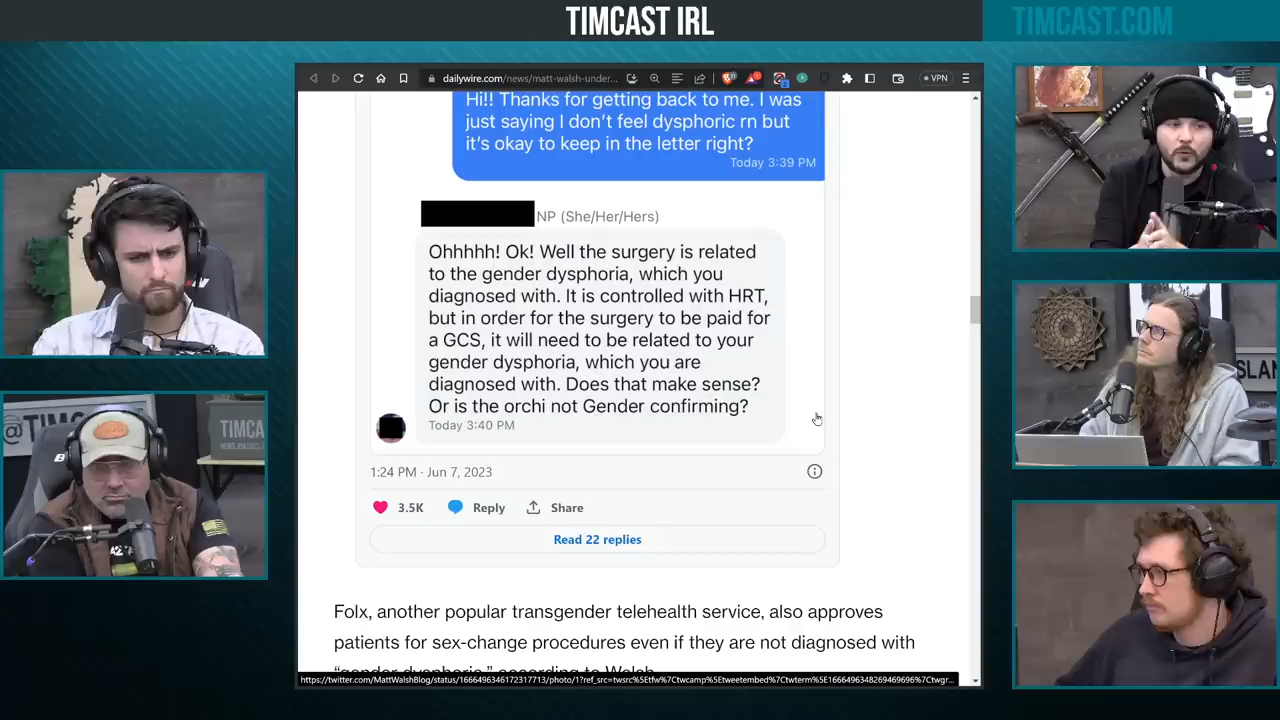 TIMCAST IRL
TIMCAST.COM
dailywire.com/news/matt-walsh-under...
VPN
Hi!! Thanks for getting back to me. I was
just saying I don't feel dysphoric rn but
it's okay to keep in the letter right?
Today 3:39 PM
NP (She/Her/Hers)
Ohhhhh! Ok! Well the surgery is related
to the gender dysphoria, which you
diagnosed with. It is controlled with HRT,
but in order for the surgery to be paid for
a GCS, it will need to be related to your
gender dysphoria, which you are
diagnosed with. Does that make sense?
Or is the orchi not Gender confirming?
Today 3:40 PM
1:24 PM · Jun 7, 2023
3.5K
Reply
Share
Read 22 replies
Folx, another popular transgender telehealth service, also approves
patients for sex-change procedures even if they are not diagnosed with
"gender dysphoria," according to Walsh
@TIM
TIMCAST